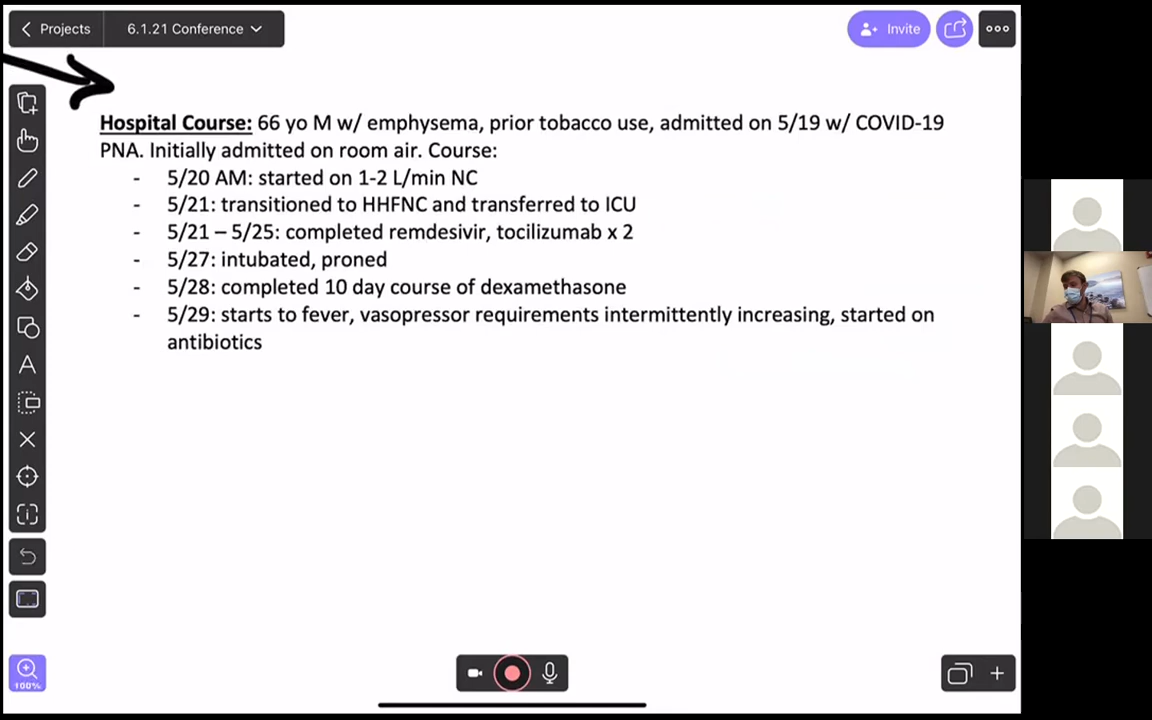 Projects
6.1.21 Conference
Invite
Hospital Course: 66 yo M w/ emphysema, prior tobacco use, admitted on 5/19 w/ COVID-19
PNA. Initially admitted on room air. Course:
- 5/20 AM: started on 1-2 L/min NC
- 5/21: transitioned to HHFNC and transferred to ICU
- 5/21 – 5/25: completed remdesivir, tocilizumab x 2
- 5/27: intubated, proned
- 5/28: completed 10 day course of dexamethasone
- 5/29: starts to fever, vasopressor requirements intermittently increasing, started on
antibiotics
A
100%